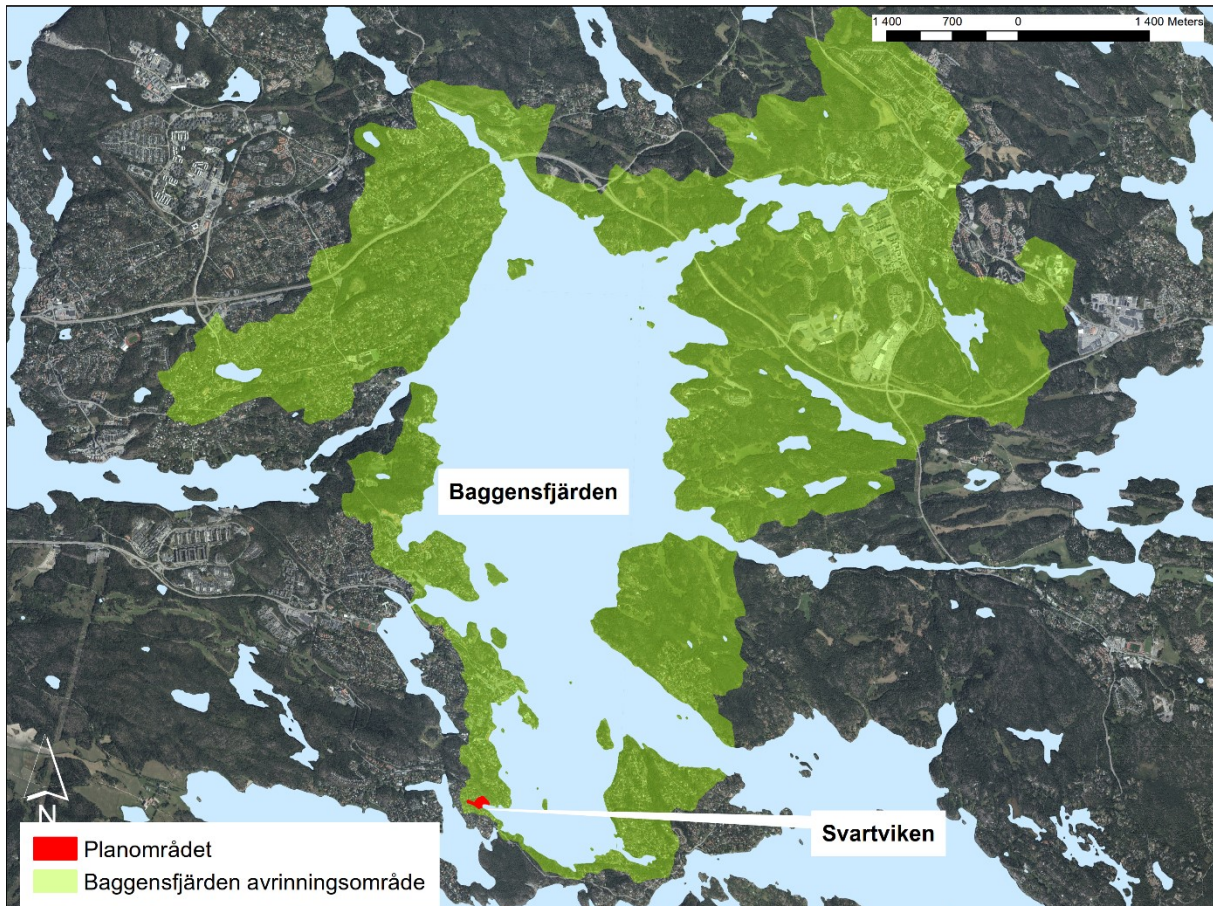 1 400 700 0 1 400 Meters
Baggensfjärden
Svartviken
N
Planområdet
Baggensfjärden avrinningsområde